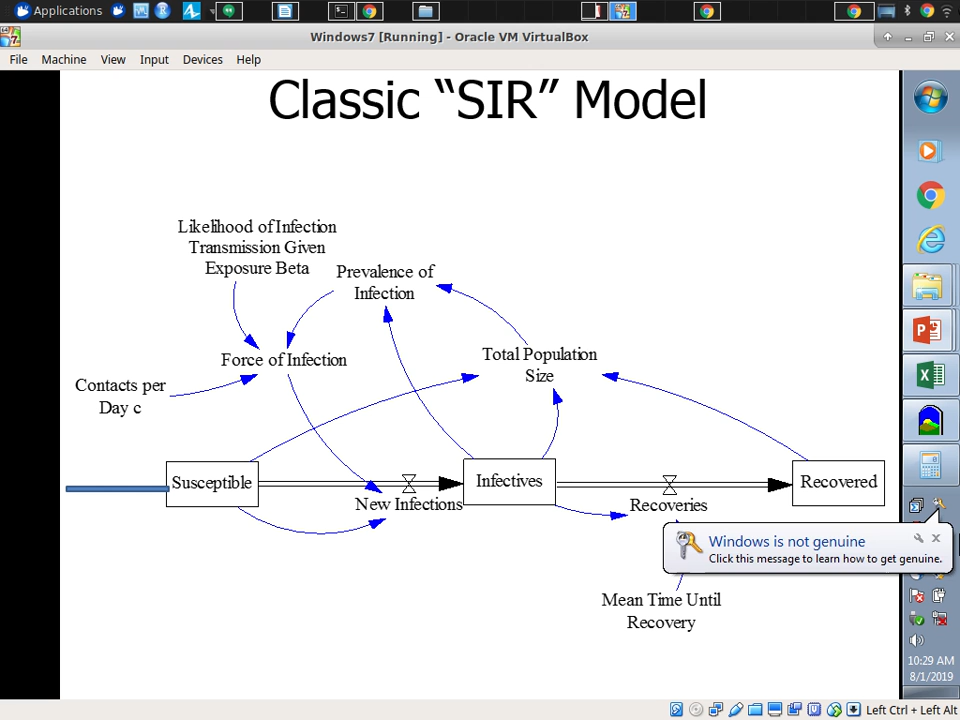 Applications
Windows7 [Running] - Oracle VM VirtualBox
File Machine View Input Devices Help
Classic “SIR” Model
Likelihood of Infection
Transmission Given
Exposure Beta
Prevalence of
Infection
Force of Infection
Total Population
Size
Contacts per
Day c
Susceptible
Infectives
Recovered
New Infections
Recoveries
Windows is not genuine
Click this message to learn how to get genuine.
Mean Time Until
Recovery
10:29 AM
8/1/2019
Left Ctrl + Left Alt